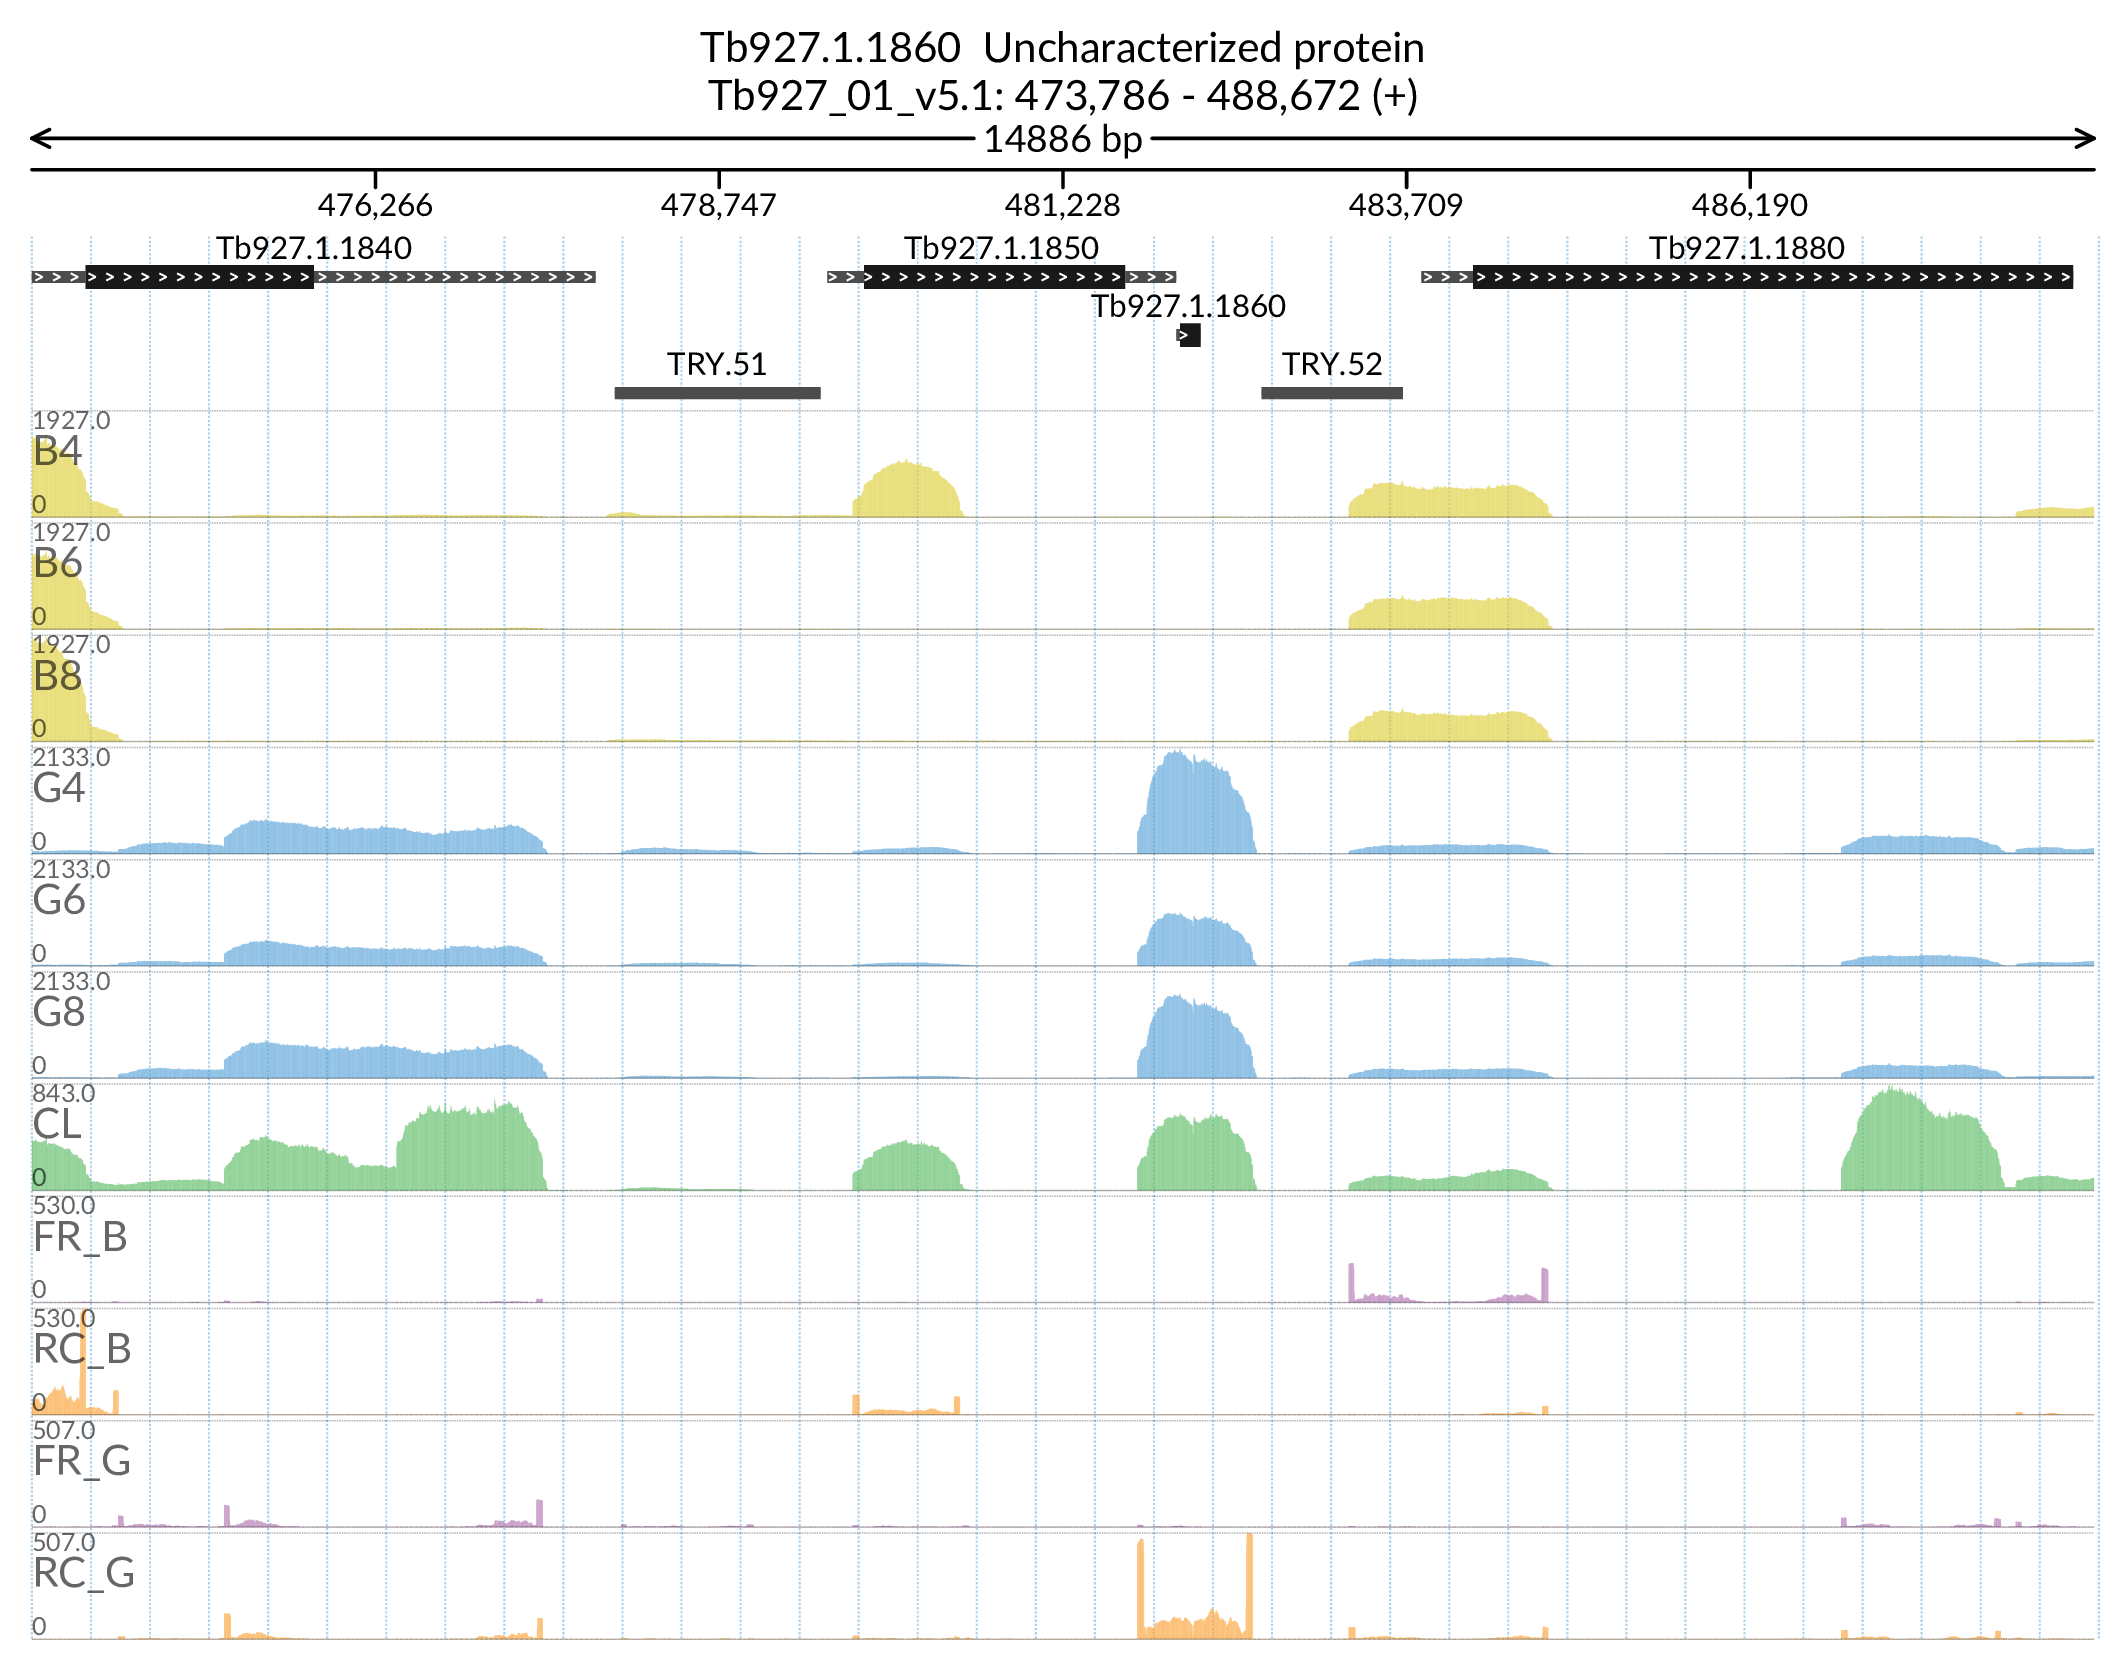 Tb927.1.1860  Uncharacterized protein
Tb927_01_v5.1: 473,786 - 488,672 (+)
14886 bp
476,266 478,747 481,228 483,709 486,190
Tb927.1.1840 Tb927.1.1850 Tb927.1.1880
Tb927.1.1860
TRY.51 TRY.52
1927.0
B4
0
1927.0
B6
0
1927.0
B8
0
2133.0
G4
0
2133.0
G6
0
2133.0
G8
0
843.0
CL
0
530.0
FR_B
0
530.0
RC_B
0
507.0
FR_G
0
507.0
RC_G
0